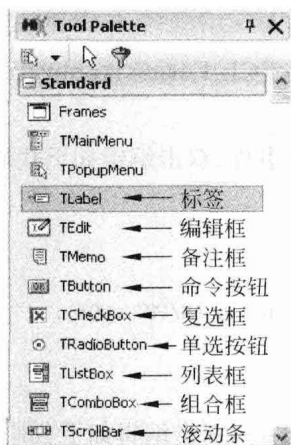 Tool Palette
Standard
Frames
TMainMenu
TPopupMenu
TLabel 标签
TEdit 编辑框
TMemo 备注框
TButton 命令按钮
TCheckBox 复选框
TRadioButton 单选按钮
TListBox 列表框
TComboBox 组合框
TScrollBar 滚动条